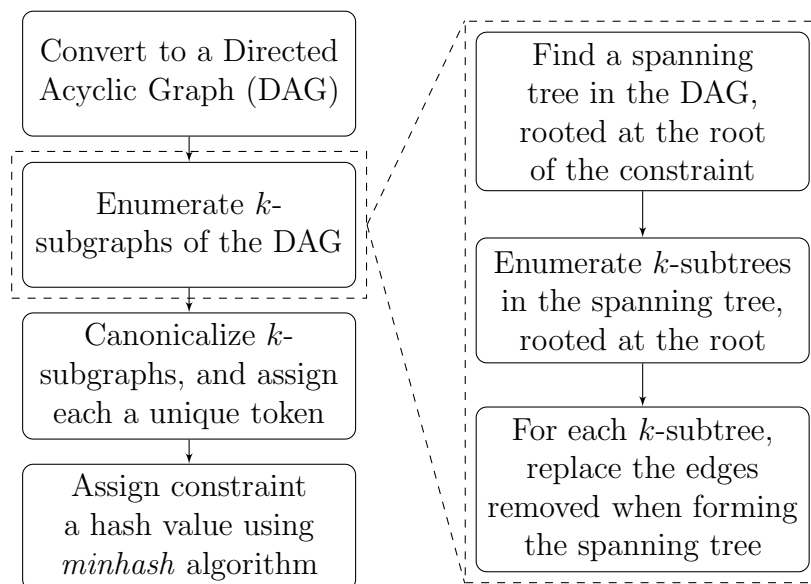 Convert to a Directed
Acyclic Graph (DAG)
Enumerate k-
subgraphs of the DAG
Canonicalize k-
subgraphs, and assign
each a unique token
Assign constraint
a hash value using
minhash algorithm
Find a spanning
tree in the DAG,
rooted at the root
of the constraint
Enumerate k-subtrees
in the spanning tree,
rooted at the root
For each k-subtree,
replace the edges
removed when forming
the spanning tree